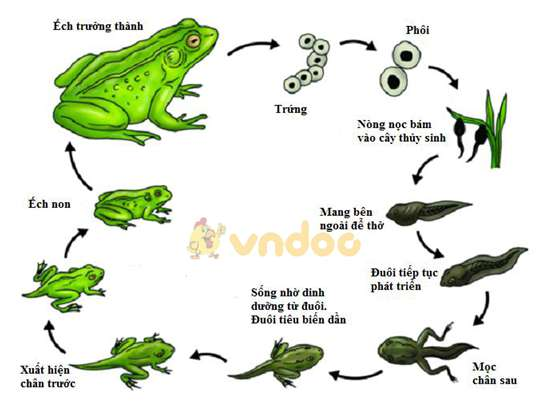 Ếch trưởng thành
Trứng
Phôi
Nòng nọc bám
vào cây thủy sinh
Mang bên
ngoài để thở
Đuôi tiếp tục
phát triển
Mọc
chân sau
Sống nhờ dinh
dưỡng từ đuôi.
Đuôi tiêu biến dần
Xuất hiện
chân trước
Ếch non
vndoc